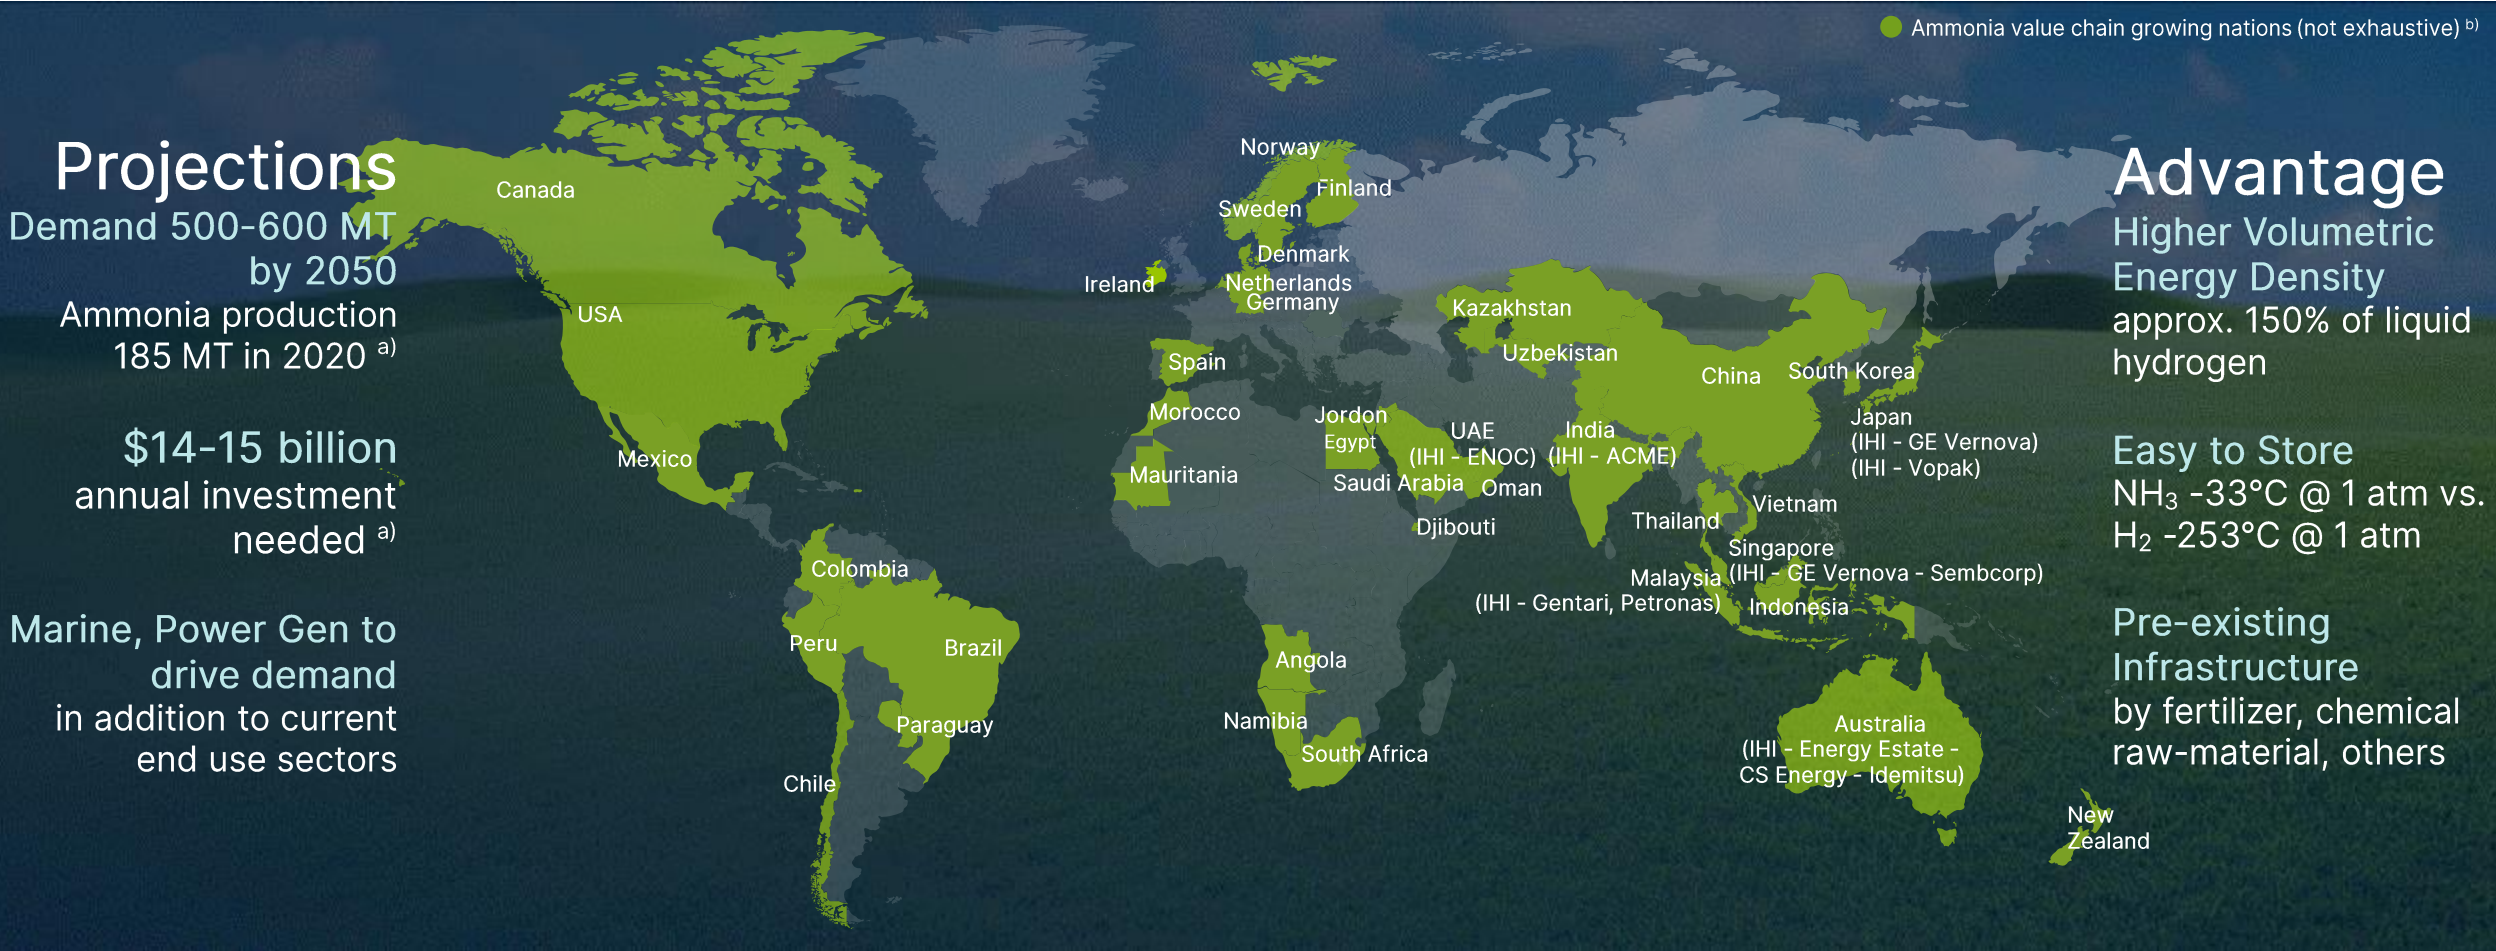 Ammonia value chain growing nations (not exhaustive) b)
Projections
Demand 500-600 MT
by 2050
Ammonia production
185 MT in 2020 a)
$14-15 billion
annual investment
needed a)
Marine, Power Gen to
drive demand
in addition to current
end use sectors
Canada
USA
Mexico
Colombia
Peru
Brazil
Paraguay
Chile
Norway
Finland
Sweden
Denmark
Ireland
Netherlands
Germany
Spain
Morocco
Mauritania
Jordon
Egypt
UAE
(IHI - ENOC)
Saudi Arabia
Oman
Djibouti
Angola
Namibia
South Africa
Kazakhstan
Uzbekistan
China
South Korea
Japan
(IHI - GE Vernova)
(IHI - Vopak)
India
(IHI - ACME)
Vietnam
Thailand
Singapore
(IHI - GE Vernova - Sembcorp)
Malaysia
(IHI - Gentari, Petronas)
Indonesia
Australia
(IHI - Energy Estate -
CS Energy - Idemitsu)
New
Zealand
Advantage
Higher Volumetric
Energy Density
approx. 150% of liquid
hydrogen
Easy to Store
NH3 -33°C @ 1 atm vs.
H2 -253°C @ 1 atm
Pre-existing
Infrastructure
by fertilizer, chemical
raw-material, others